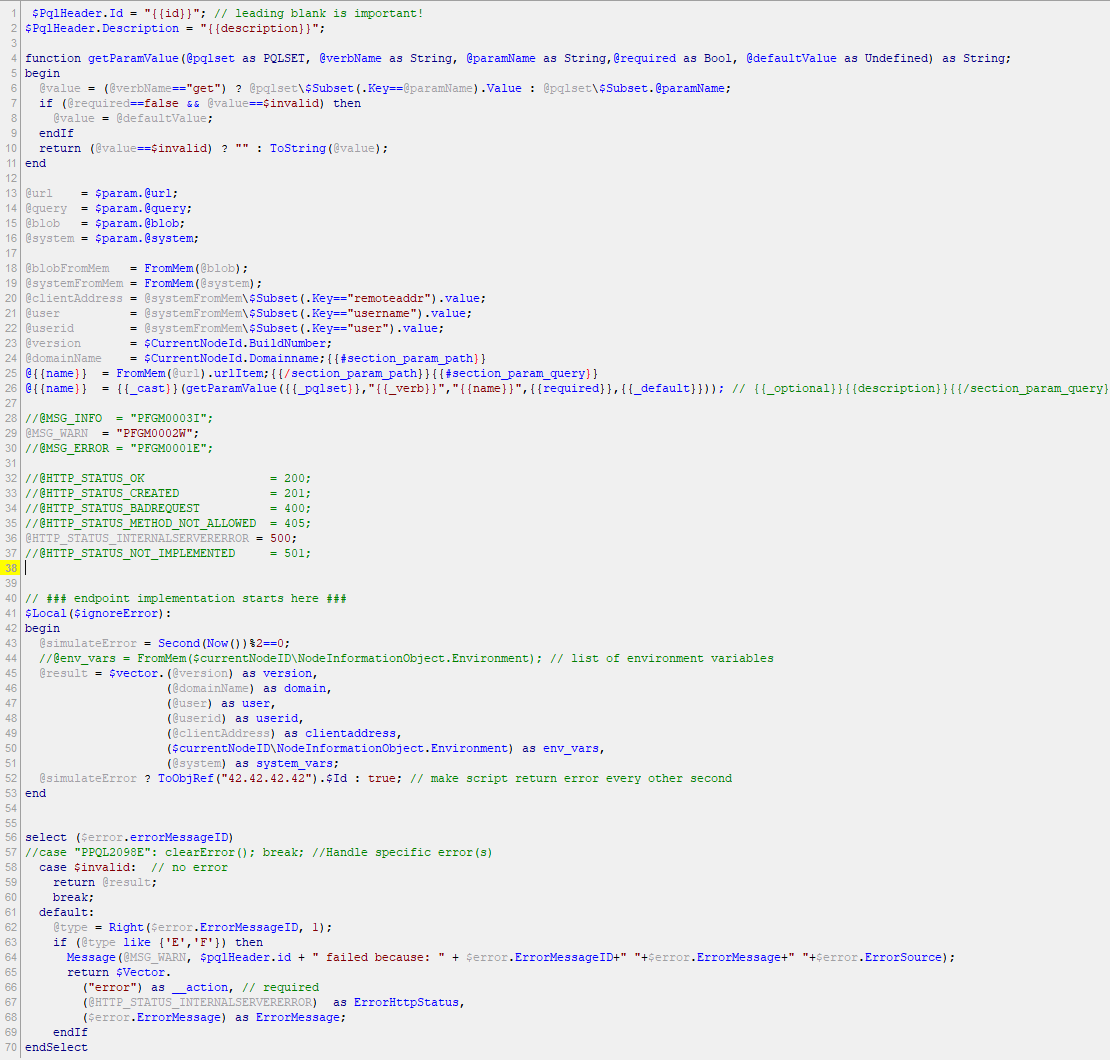 1  $PqlHeader.Id = "{{id}}"; // leading blank is important!
2 $PqlHeader.Description = "{{description}}";
3
4 function getParamValue(@pqlset as PQLSET, @verbName as String, @paramName as String,@required as Bool, @defaultValue as Undefined) as String;
5 begin
6   @value = (@verbName=="get") ? @pqlset\$Subset(.Key==@paramName).Value : @pqlset\$Subset.@paramName;
7   if (@required==false && @value==$invalid) then
8     @value = @defaultValue;
9   endIf
10   return (@value==$invalid) ? "" : ToString(@value);
11 end
12
13 @url    = $param.@url;
14 @query  = $param.@query;
15 @blob   = $param.@blob;
16 @system = $param.@system;
17
18 @blobFromMem   = FromMem(@blob);
19 @systemFromMem = FromMem(@system);
20 @clientAddress = @systemFromMem\$Subset(.Key=="remoteaddr").value;
21 @user          = @systemFromMem\$Subset(.Key=="username").value;
22 @userid        = @systemFromMem\$Subset(.Key=="user").value;
23 @version       = $CurrentNodeId.BuildNumber;
24 @domainName    = $CurrentNodeId.Domainname;{{#section_param_path}}
25 @{{name}}  = FromMem(@url).urlItem;{{/section_param_path}}{{#section_param_query}}
26 @{{name}}  = {{_cast}}(getParamValue({{_pqlset}},"{{_verb}}","{{name}}",{{required}},{{_default}})); // {{_optional}}{{description}}{{/section_param_query}
27
28 //@MSG_INFO  = "PFGM0003I";
29 @MSG_WARN  = "PFGM0002W";
30 //@MSG_ERROR = "PFGM0001E";
31
32 //@HTTP_STATUS_OK                  = 200;
33 //@HTTP_STATUS_CREATED             = 201;
34 //@HTTP_STATUS_BADREQUEST          = 400;
35 //@HTTP_STATUS_METHOD_NOT_ALLOWED  = 405;
36 @HTTP_STATUS_INTERNALSERVERERROR = 500;
37 //@HTTP_STATUS_NOT_IMPLEMENTED     = 501;
38
39
40 // ### endpoint implementation starts here ###
41 $Local($ignoreError):
42 begin
43   @simulateError = Second(Now())%2==0;
44   //@env_vars = FromMem($currentNodeID\NodeInformationObject.Environment); // list of environment variables
45   @result = $vector.(@version) as version,
46                     (@domainName) as domain,
47                     (@user) as user,
48                     (@userid) as userid,
49                     (@clientAddress) as clientaddress,
50                     ($currentNodeID\NodeInformationObject.Environment) as env_vars,
51                     (@system) as system_vars;
52   @simulateError ? ToObjRef("42.42.42.42").$Id : true; // make script return error every other second
53 end
54
55
56 select ($error.errorMessageID)
57 //case "PPQL2098E": clearError(); break; //Handle specific error(s)
58   case $invalid:  // no error
59     return @result;
60     break;
61   default:
62     @type = Right($error.ErrorMessageID, 1);
63     if (@type like {'E','F'}) then
64       Message(@MSG_WARN, $pqlHeader.id + " failed because: " + $error.ErrorMessageID+" "+$error.ErrorMessage+" "+$error.ErrorSource);
65       return $Vector.
66         ("error") as __action, // required
67         (@HTTP_STATUS_INTERNALSERVERERROR)  as ErrorHttpStatus,
68         ($error.ErrorMessage) as ErrorMessage;
69     endIf
70 endSelect